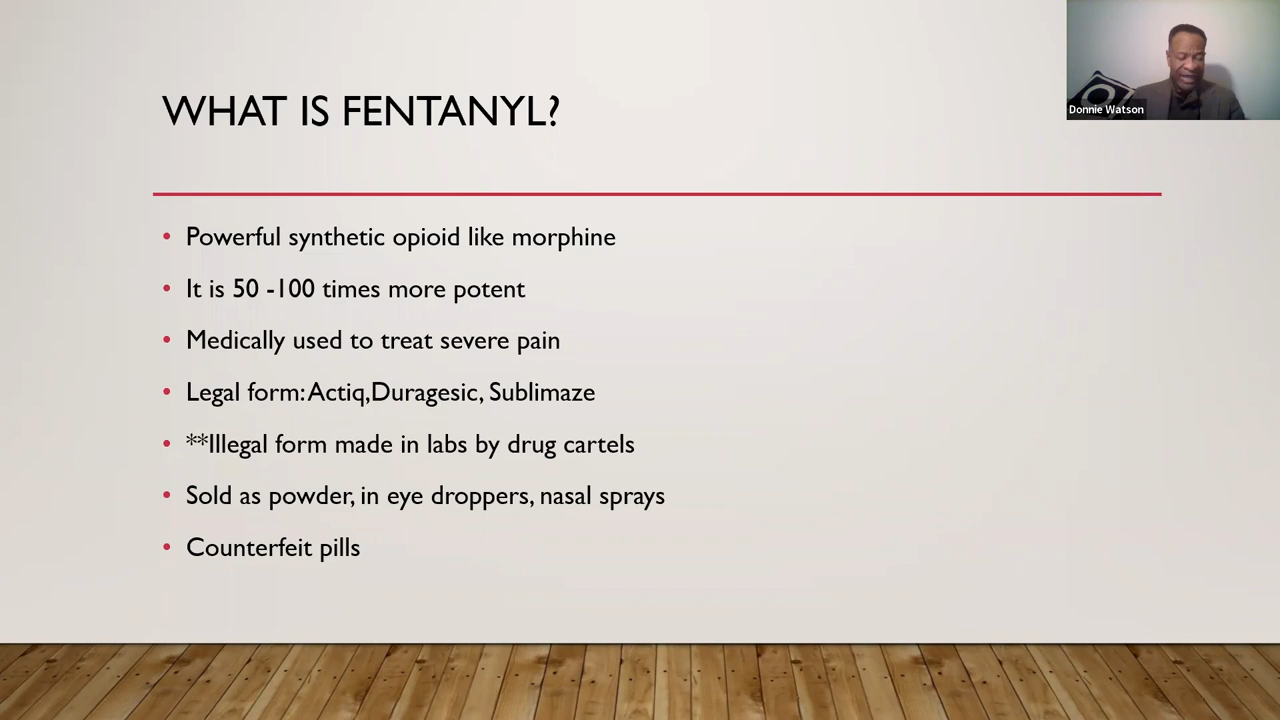 WHAT IS FENTANYL?
Donnie Watson
• Powerful synthetic opioid like morphine
• It is 50 -100 times more potent
• Medically used to treat severe pain
• Legal form: Actiq,Duragesic, Sublimaze
• **Illegal form made in labs by drug cartels
• Sold as powder, in eye droppers, nasal sprays
• Counterfeit pills